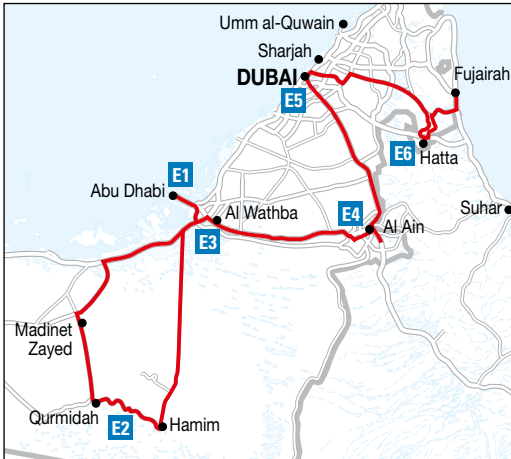 Umm al-Quwain
Sharjah
DUBAI
Fujairah
E5
E6
Hatta
E1
Abu Dhabi
Al Wathba
E4
Suhar
E3
Al Ain
Madinet
Zayed
Qurmidah
E2
Hamim